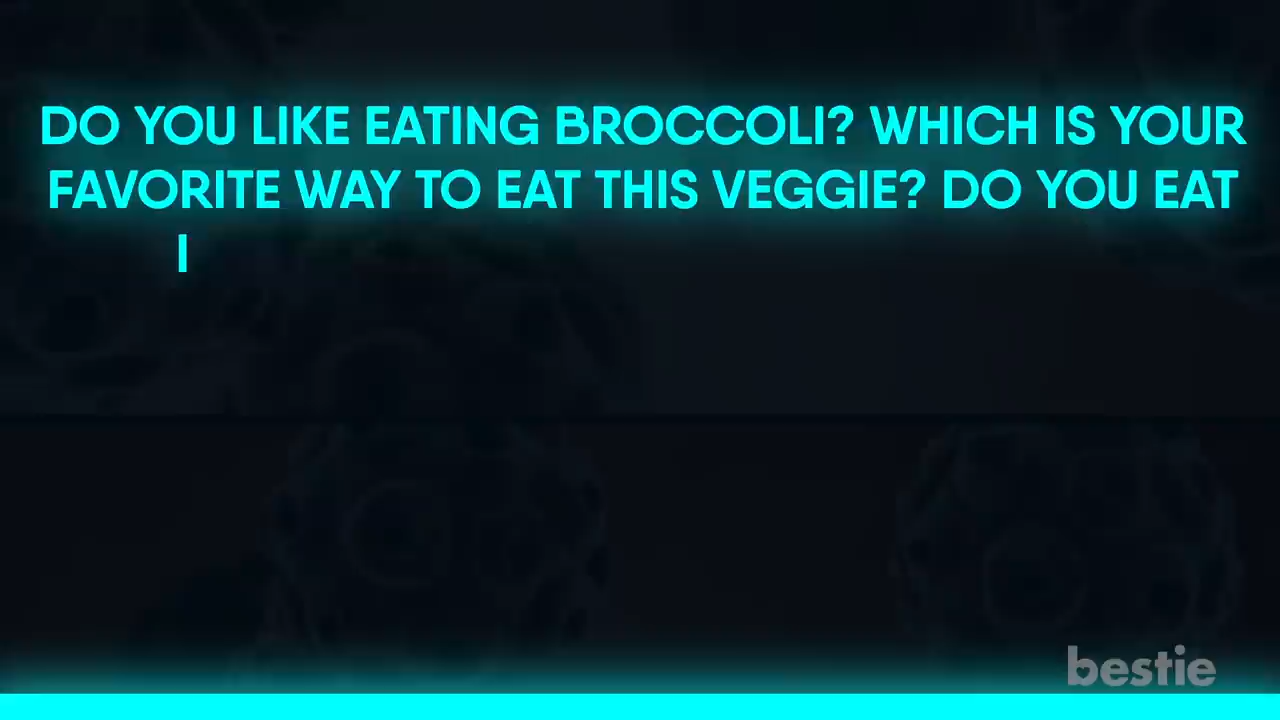 DO YOU LIKE EATING BROCCOLI? WHICH IS YOUR
FAVORITE WAY TO EAT THIS VEGGIE? DO YOU EAT
I
bestie